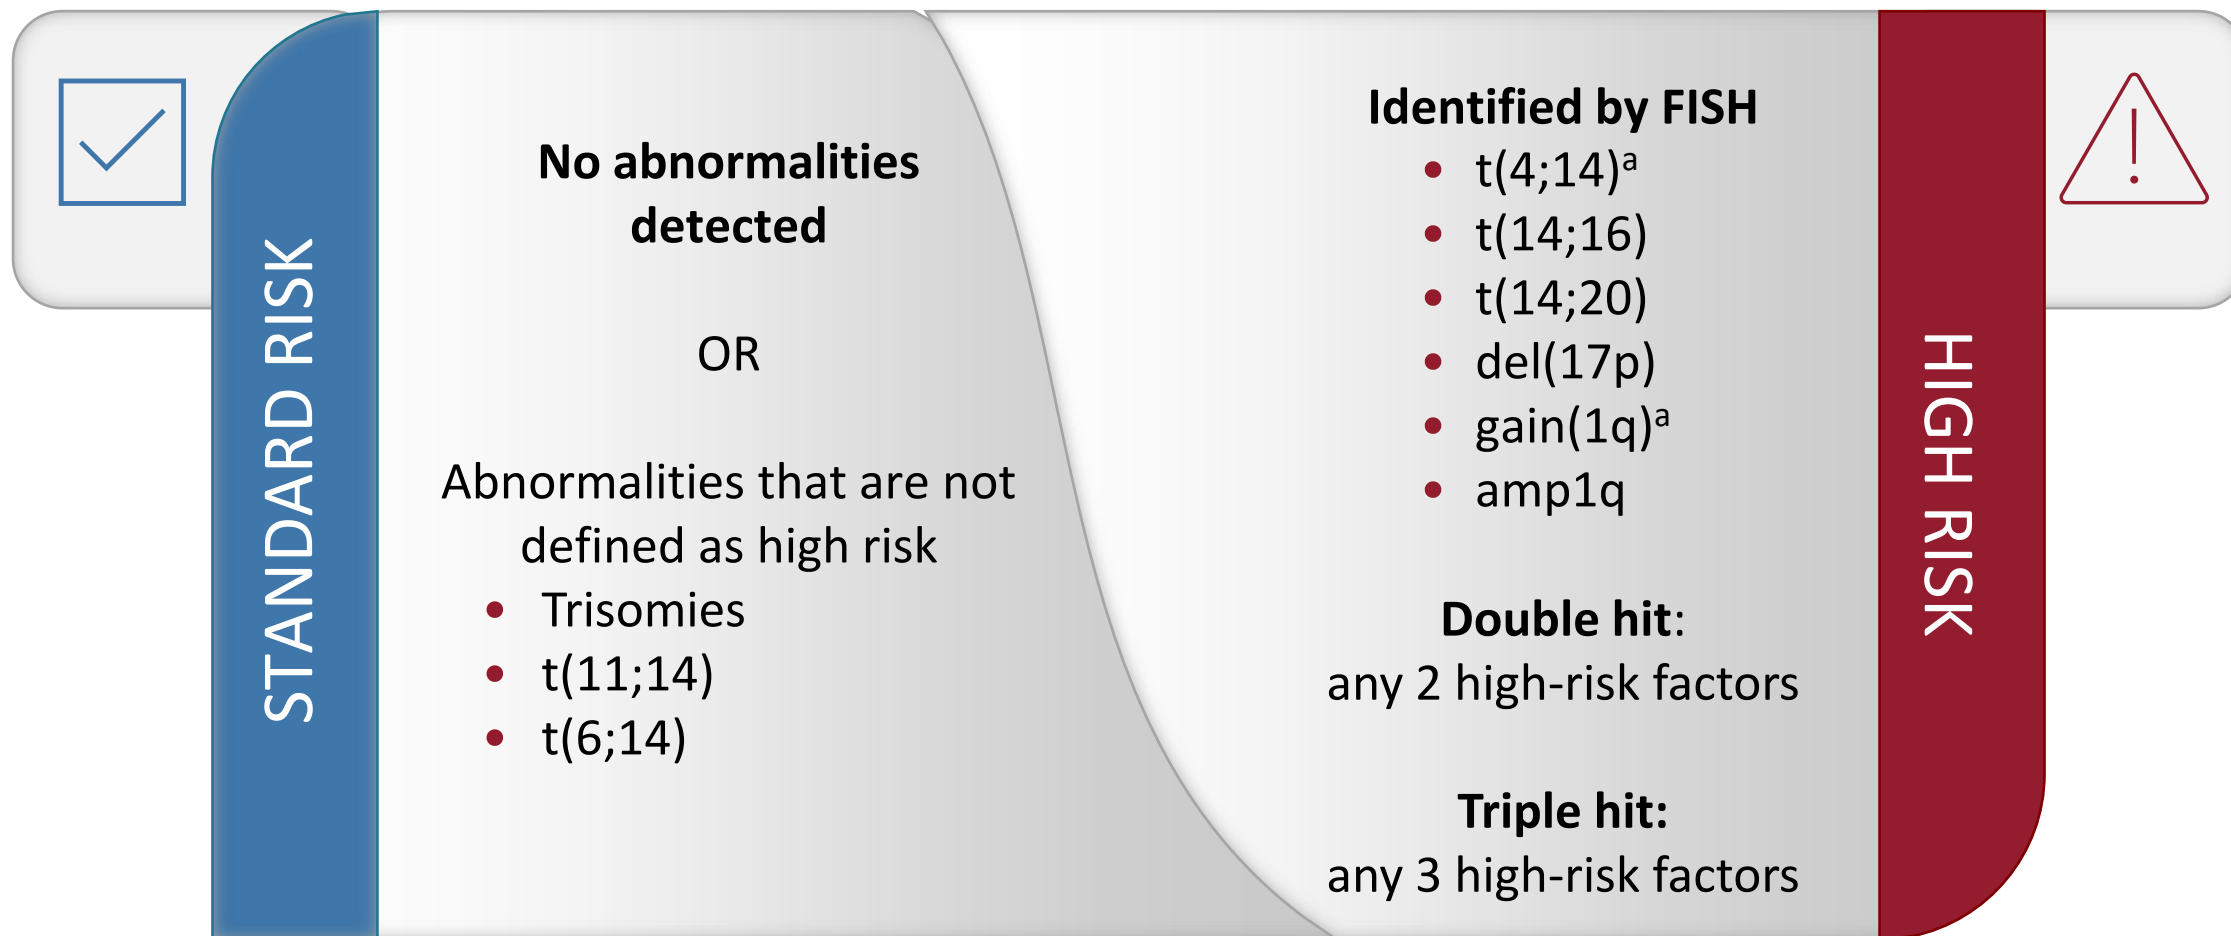 STANDARD RISK
No abnormalities
detected
OR
Abnormalities that are not
defined as high risk
• Trisomies
• t(11;14)
• t(6;14)
Identified by FISH
• t(4;14)ᵃ
• t(14;16)
• t(14;20)
• del(17p)
• gain(1q)ᵃ
• amp1q
Double hit:
any 2 high-risk factors
Triple hit:
any 3 high-risk factors
HIGH RISK